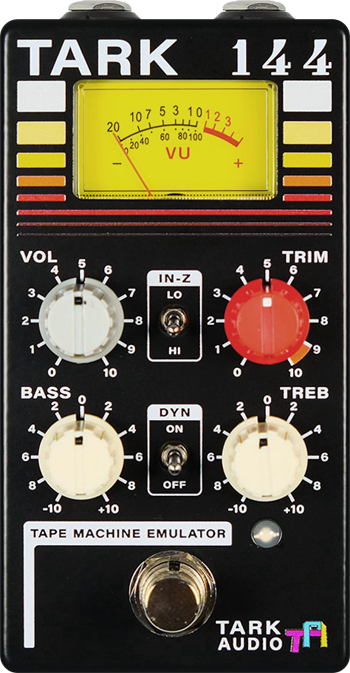 TARK 144
20 10 7 5 3 0 1 2 3
0 20 40 60 80 100
- VU +
VOL
0 1 2 3 4 5 6 7 8 9 10
IN-Z
LO
HI
TRIM
0 1 2 3 4 5 6 7 8 9 10
BASS
-10 8 6 4 2 0 2 4 6 8 +10
DYN
ON
OFF
TREB
-10 8 6 4 2 0 2 4 6 8 +10
TAPE MACHINE EMULATOR
TARK
AUDIO TA